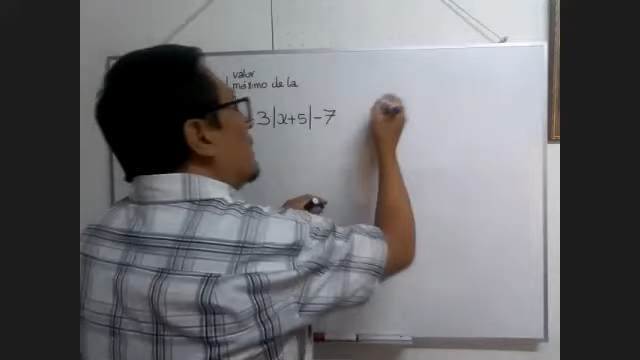 valor
máximo de la
3|x+5|-7